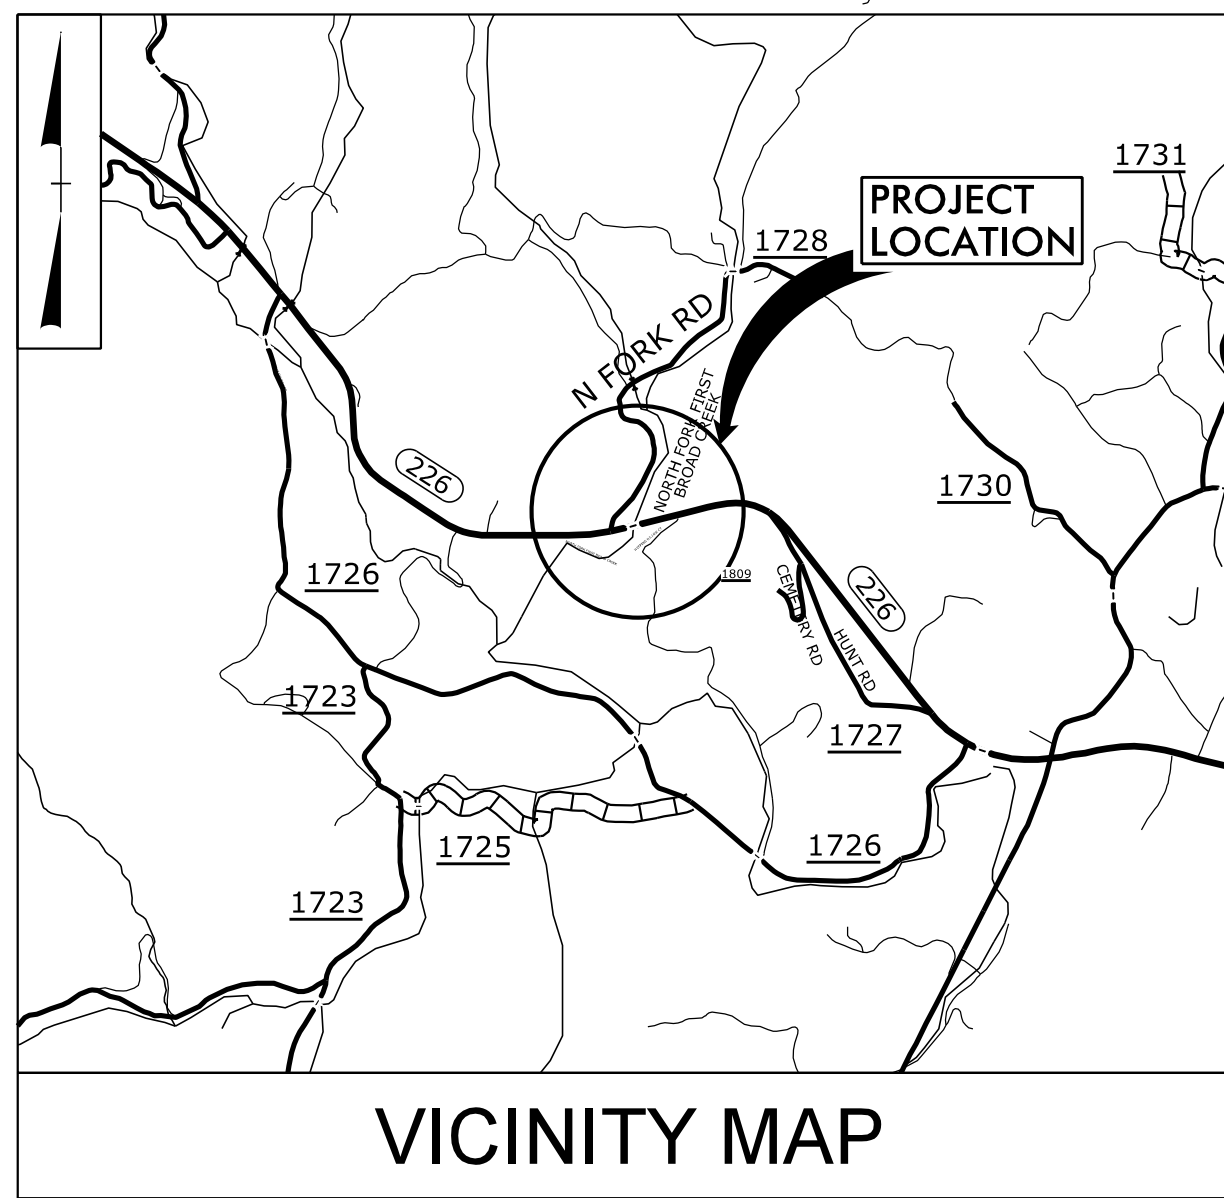 1731
PROJECT
LOCATION
1728
N FORK RD
NORTH FORK FIRST
BROAD CREEK
226
1730
1726
1809
CEMETERY RD
226
HUNT RD
1723
1727
1725
1726
1723
VICINITY MAP